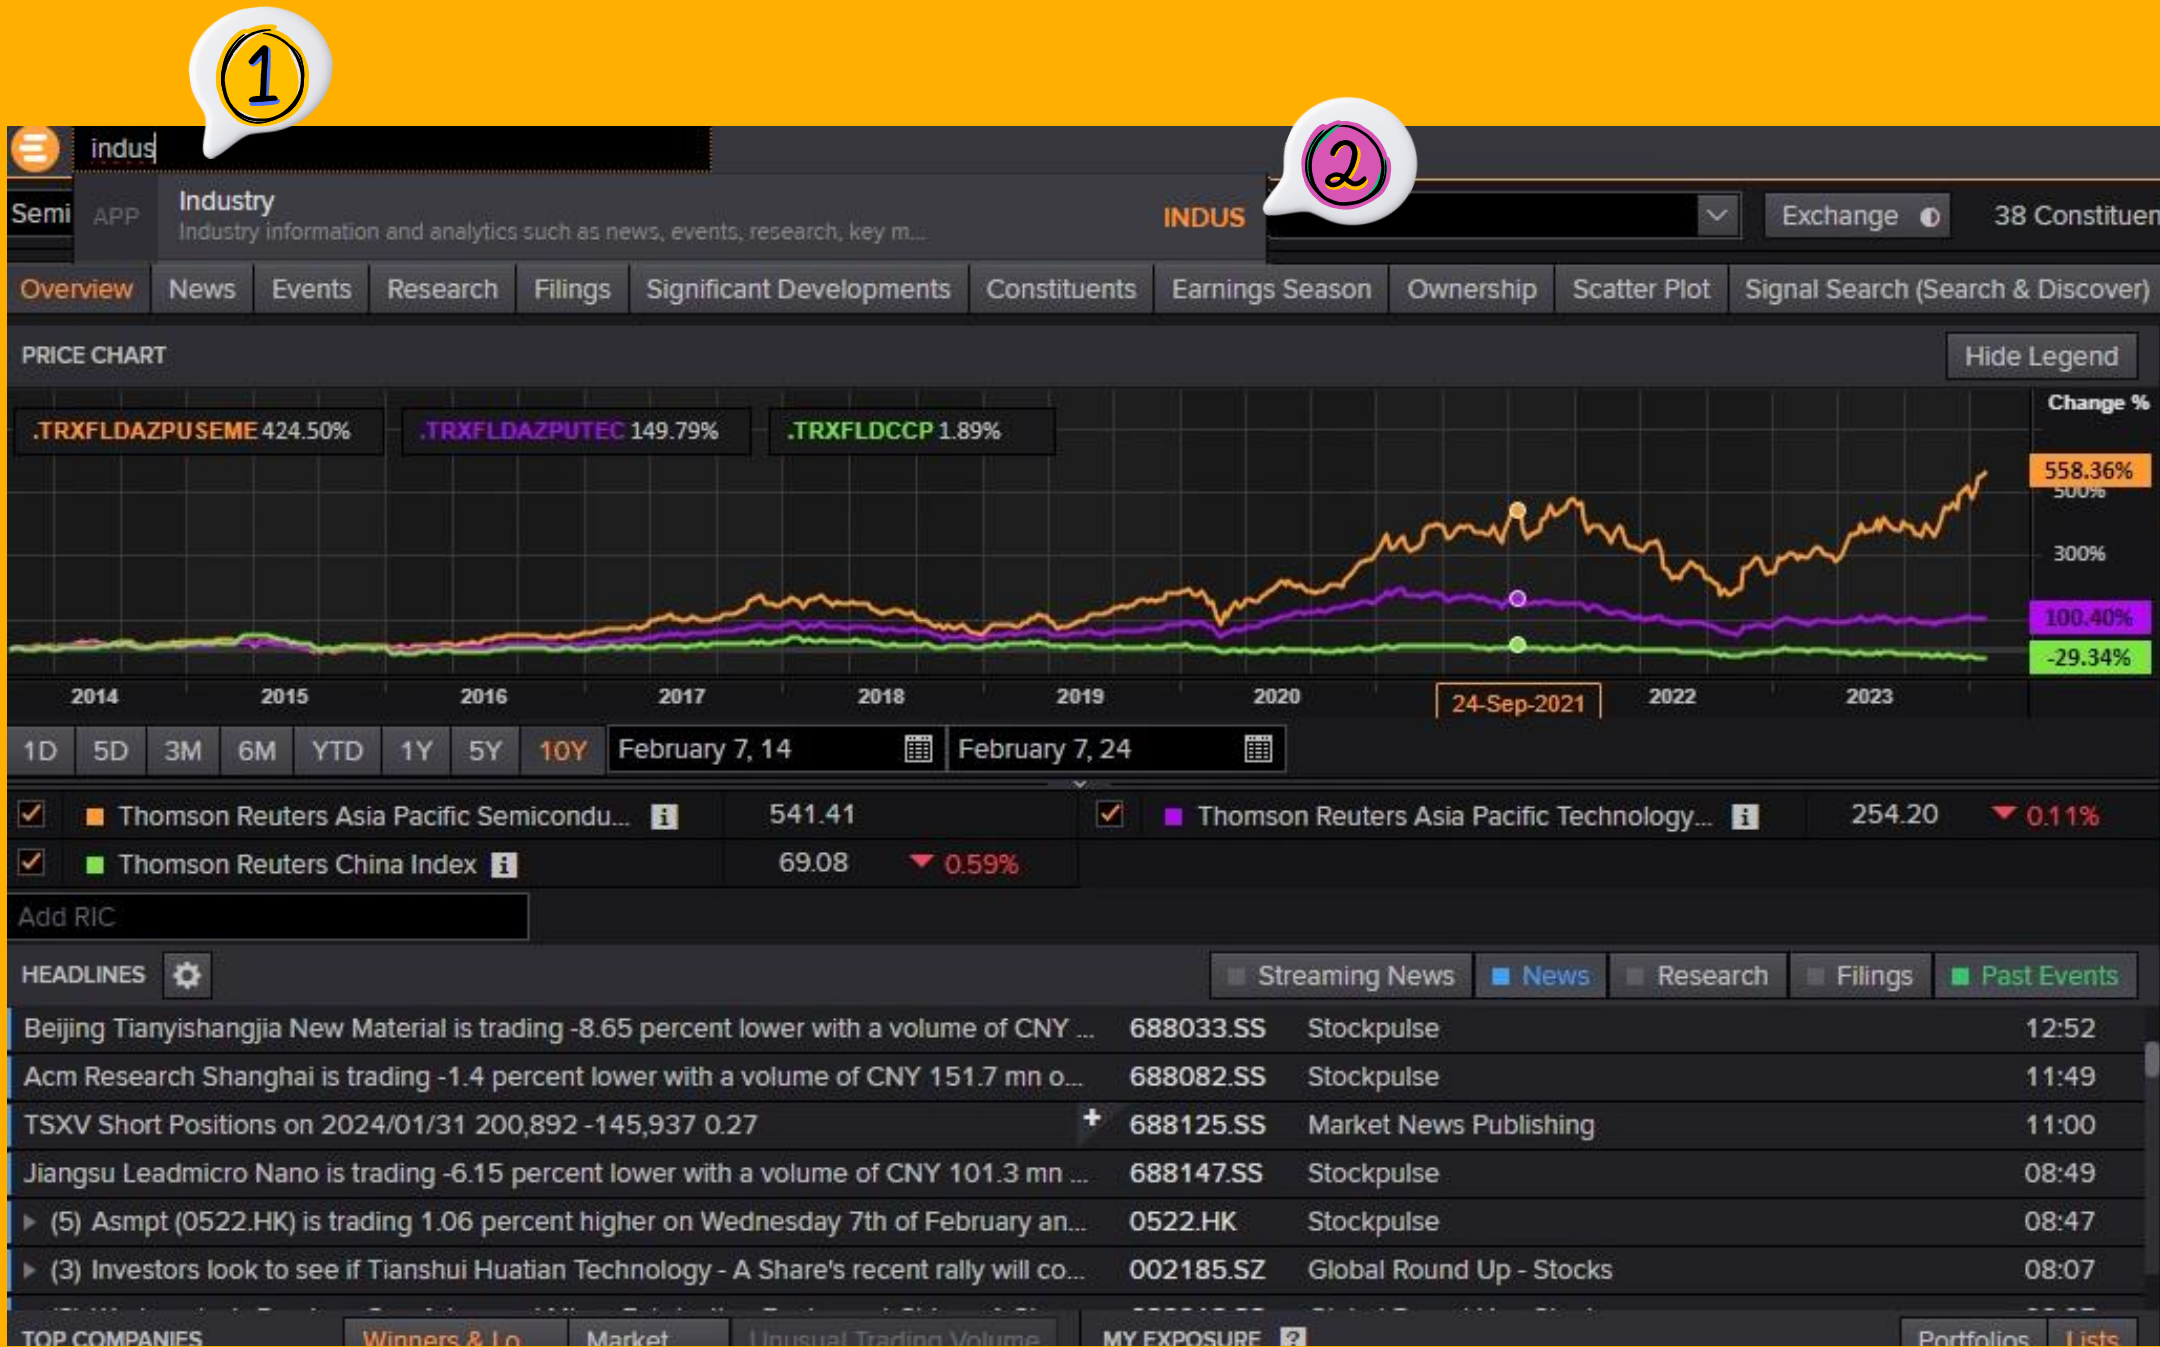 1
indus
2
Semi
APP
Industry
Industry information and analytics such as news, events, research, key m...
INDUS
Exchange
38 Constituen
Overview News Events Research Filings Significant Developments Constituents Earnings Season Ownership Scatter Plot Signal Search (Search & Discover)
PRICE CHART
Hide Legend
Change %
.TRXFLDAZPUSEME 424.50% .TRXFLDAZPUTEC 149.79% .TRXFLDCCP 1.89%
558.36%
500%
300%
100.40%
-29.34%
2014 2015 2016 2017 2018 2019 2020 24-Sep-2021 2022 2023
1D 5D 3M 6M YTD 1Y 5Y 10Y February 7, 14 February 7, 24
Thomson Reuters Asia Pacific Semicondu... i 541.41
Thomson Reuters Asia Pacific Technology... i 254.20 0.11%
Thomson Reuters China Index i 69.08 0.59%
Add RIC
HEADLINES
Streaming News News Research Filings Past Events
Beijing Tianyishangjia New Material is trading -8.65 percent lower with a volume of CNY ... 688033.SS Stockpulse 12:52
Acm Research Shanghai is trading -1.4 percent lower with a volume of CNY 151.7 mn o... 688082.SS Stockpulse 11:49
TSXV Short Positions on 2024/01/31 200,892 -145,937 0.27 + 688125.SS Market News Publishing 11:00
Jiangsu Leadmicro Nano is trading -6.15 percent lower with a volume of CNY 101.3 mn ... 688147.SS Stockpulse 08:49
(5) Asmpt (0522.HK) is trading 1.06 percent higher on Wednesday 7th of February an... 0522.HK Stockpulse 08:47
(3) Investors look to see if Tianshui Huatian Technology - A Share's recent rally will co... 002185.SZ Global Round Up - Stocks 08:07
TOP COMPANIES Winners & Lo Market Unusual Trading Volume MY EXPOSURE ? Portfolios Lists